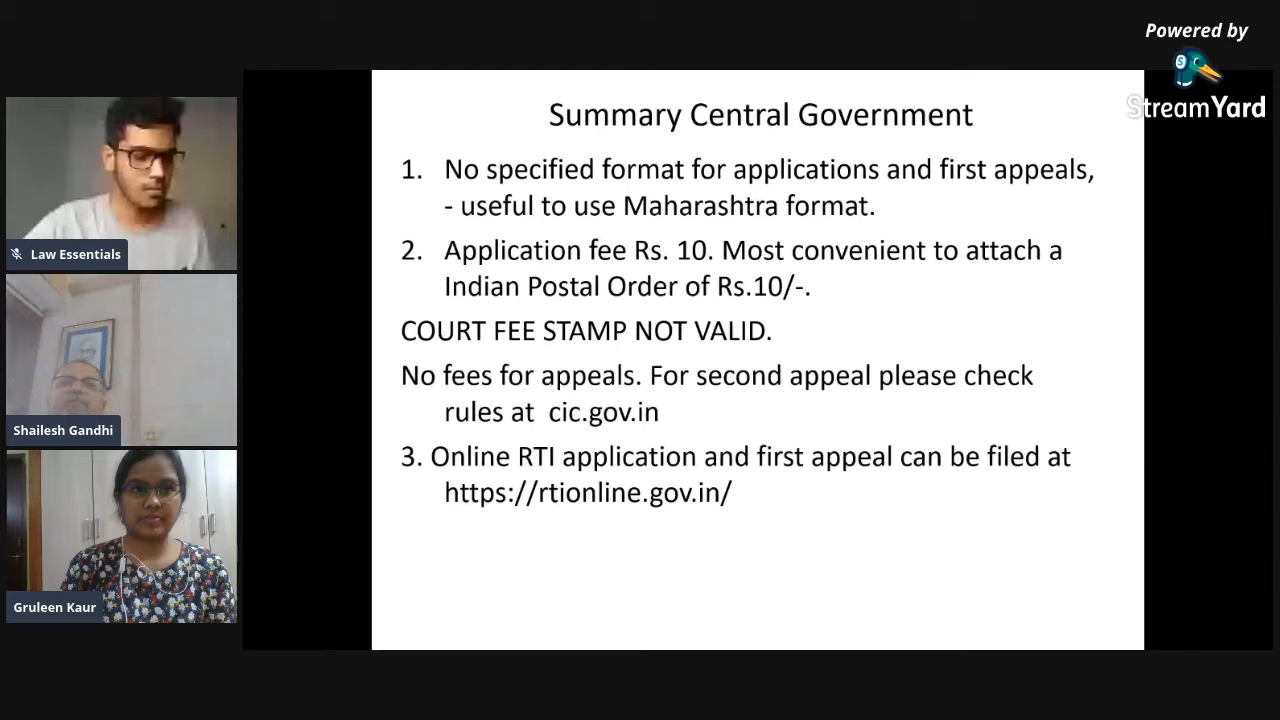 Powered by
StreamYard
Summary Central Government
1. No specified format for applications and first appeals,
- useful to use Maharashtra format.
2. Application fee Rs. 10. Most convenient to attach a
Indian Postal Order of Rs.10/-.
COURT FEE STAMP NOT VALID.
No fees for appeals. For second appeal please check
rules at cic.gov.in
3. Online RTI application and first appeal can be filed at
https://rtionline.gov.in/
Law Essentials
Shailesh Gandhi
Gruleen Kaur